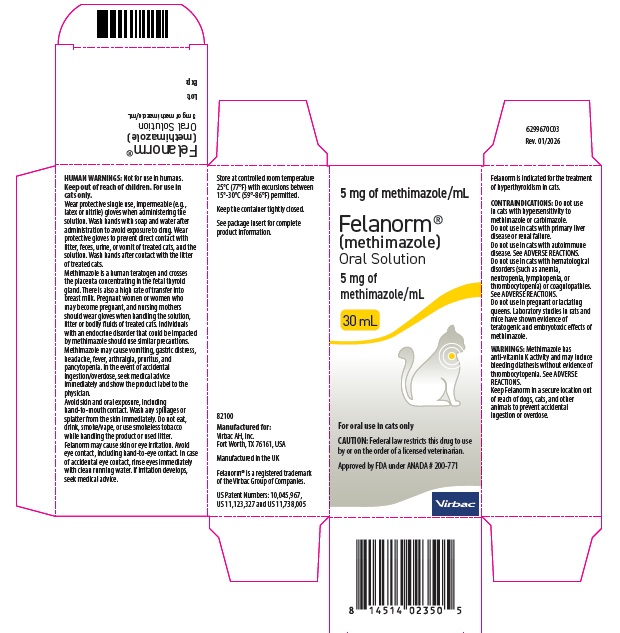 Felanorm®
(methimazole)
Oral Solution
5 mg of methimazole/mL
Lot:
Exp:
HUMAN WARNINGS: Not for use in humans.
Keep out of reach of children. For use in
cats only.
Wear protective single use, impermeable (e.g.,
latex or nitrile) gloves when administering the
solution. Wash hands with soap and water after
administration to avoid exposure to drug. Wear
protective gloves to prevent direct contact with
litter, feces, urine, or vomit of treated cats, and the
solution. Wash hands after contact with the litter
of treated cats.
Methimazole is a human teratogen and crosses
the placenta concentrating in the fetal thyroid
gland. There is also a high rate of transfer into
breast milk. Pregnant women or women who
may become pregnant, and nursing mothers
should wear gloves when handling the solution,
litter or bodily fluids of treated cats. Individuals
with an endocrine disorder that could be impacted
by methimazole should use similar precautions.
Methimazole may cause vomiting, gastric distress,
headache, fever, arthralgia, pruritus, and
pancytopenia. In the event of accidental
ingestion/overdose, seek medical advice
immediately and show the product label to the
physician.
Avoid skin and oral exposure, including
hand-to-mouth contact. Wash any spillages or
splatter from the skin immediately. Do not eat,
drink, smoke/vape, or use smokeless tobacco
while handling the product or used litter.
Felanorm may cause skin or eye irritation. Avoid
eye contact, including hand-to-eye contact. In case
of accidental eye contact, rinse eyes immediately
with clean running water. If irritation develops,
seek medical advice.
Store at controlled room temperature
25°C (77°F) with excursions between
15°-30°C (59°-86°F) permitted.
Keep the container tightly closed.
See package insert for complete
product information.
82100
Manufactured for:
Virbac AH, Inc.
Fort Worth, TX 76161, USA
Manufactured in the UK
Felanorm® is a registered trademark
of the Virbac Group of Companies.
US Patent Numbers: 10,045,967,
US 11,123,327 and US 11,738,005
5 mg of methimazole/mL
Felanorm®
(methimazole)
Oral Solution
5 mg of
methimazole/mL
30 mL
For oral use in cats only
CAUTION: Federal law restricts this drug to use
by or on the order of a licensed veterinarian.
Approved by FDA under ANADA # 200-771
Virbac
8 14514 02350 5
6299670C03
Rev. 01/2026
Felanorm is indicated for the treatment
of hyperthyroidism in cats.
CONTRAINDICATIONS: Do not use
in cats with hypersensitivity to
methimazole or carbimazole.
Do not use in cats with primary liver
disease or renal failure.
Do not use in cats with autoimmune
disease. See ADVERSE REACTIONS.
Do not use in cats with hematological
disorders (such as anemia,
neutropenia, lymphopenia, or
thrombocytopenia) or coagulopathies.
See ADVERSE REACTIONS.
Do not use in pregnant or lactating
queens. Laboratory studies in rats and
mice have shown evidence of
teratogenic and embryotoxic effects of
methimazole.
WARNINGS: Methimazole has
anti-vitamin K activity and may induce
bleeding diathesis without evidence of
thrombocytopenia. See ADVERSE
REACTIONS.
Keep Felanorm in a secure location out
of reach of dogs, cats, and other
animals to prevent accidental
ingestion or overdose.